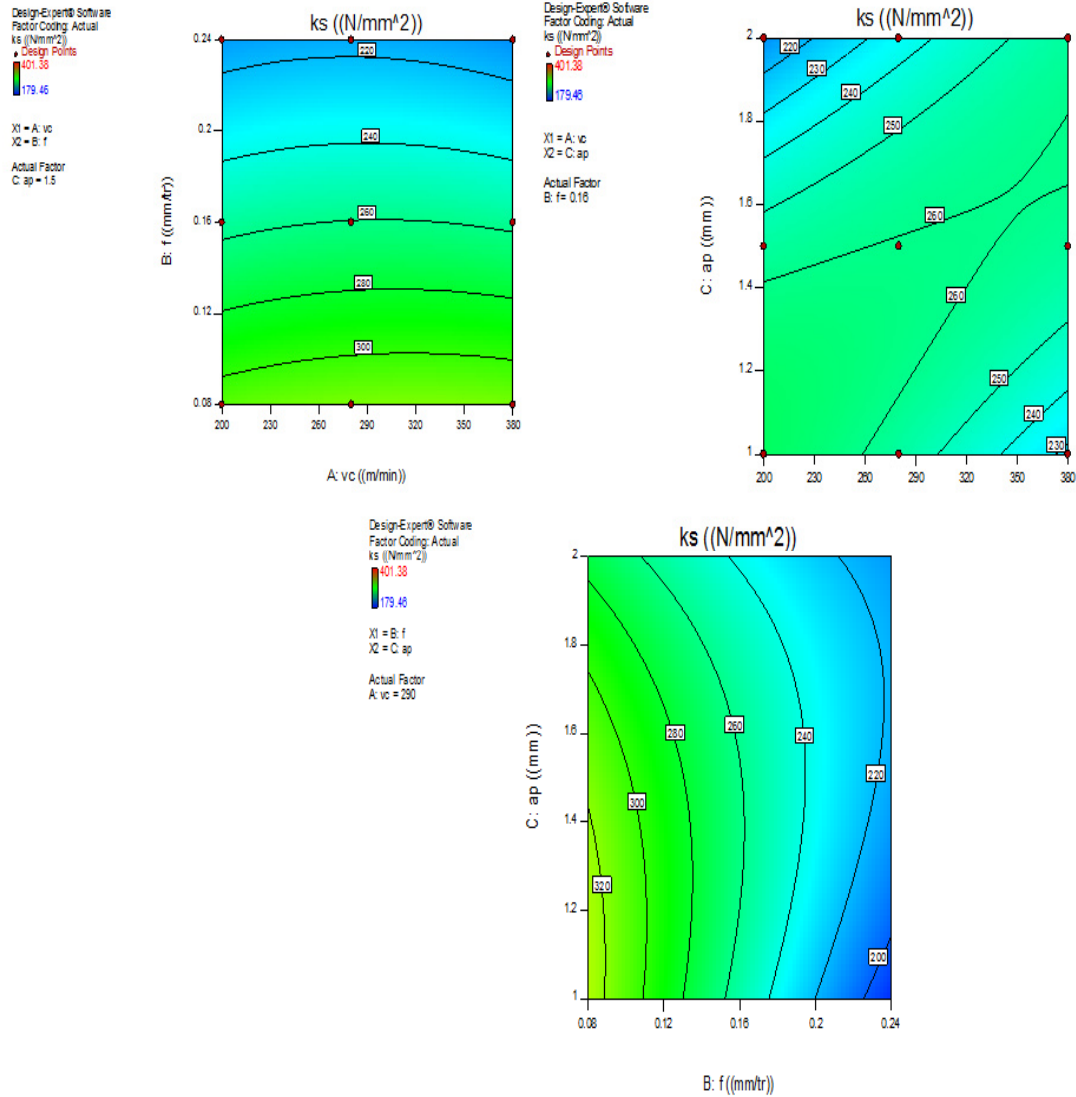 Design-Expert® Software
Factor Coding: Actual
ks ((N/mm^2))
Design Points
401.38
179.46
X1 = A: vc
X2 = B: f
Actual Factor
C: ap = 1.5
ks ((N/mm^2))
0.24
0.2
0.16
0.12
0.08
B: f ((mm/tr))
220
240
260
280
300
200
230
260
290
320
350
380
A: vc ((m/min))
Design-Expert® Software
Factor Coding: Actual
ks ((N/mm^2))
Design Points
401.38
179.46
X1 = A: vc
X2 = C: ap
Actual Factor
B: f = 0.16
ks ((N/mm^2))
2
1.8
1.6
1.4
1.2
1
C: ap ((mm))
220
230
240
250
260
260
250
240
230
200
230
260
290
320
350
380
A: vc ((m/min))
Design-Expert® Software
Factor Coding: Actual
ks ((N/mm^2))
401.38
179.46
X1 = B: f
X2 = C: ap
Actual Factor
A: vc = 290
ks ((N/mm^2))
2
1.8
1.6
1.4
1.2
1
C: ap ((mm))
320
300
280
260
240
220
200
0.08
0.12
0.16
0.2
0.24
B: f ((mm/tr))